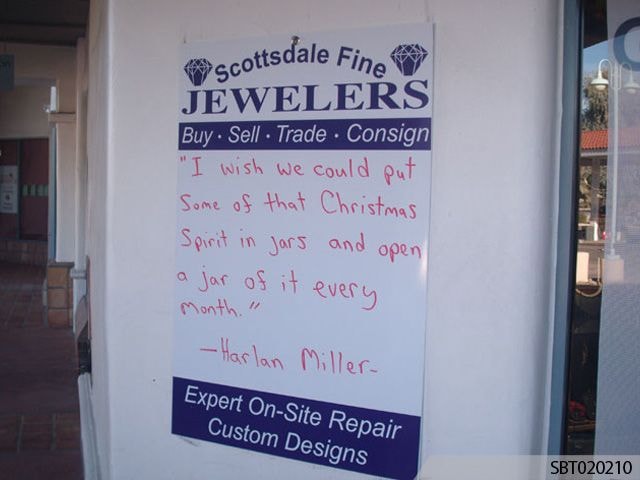 Scottsdale Fine
JEWELERS
Buy · Sell · Trade · Consign
"I wish we could put
Some of that Christmas
Spirit in jars and open
a jar of it every
month."
—Harlan Miller-
Expert On-Site Repair
Custom Designs
SBT020210